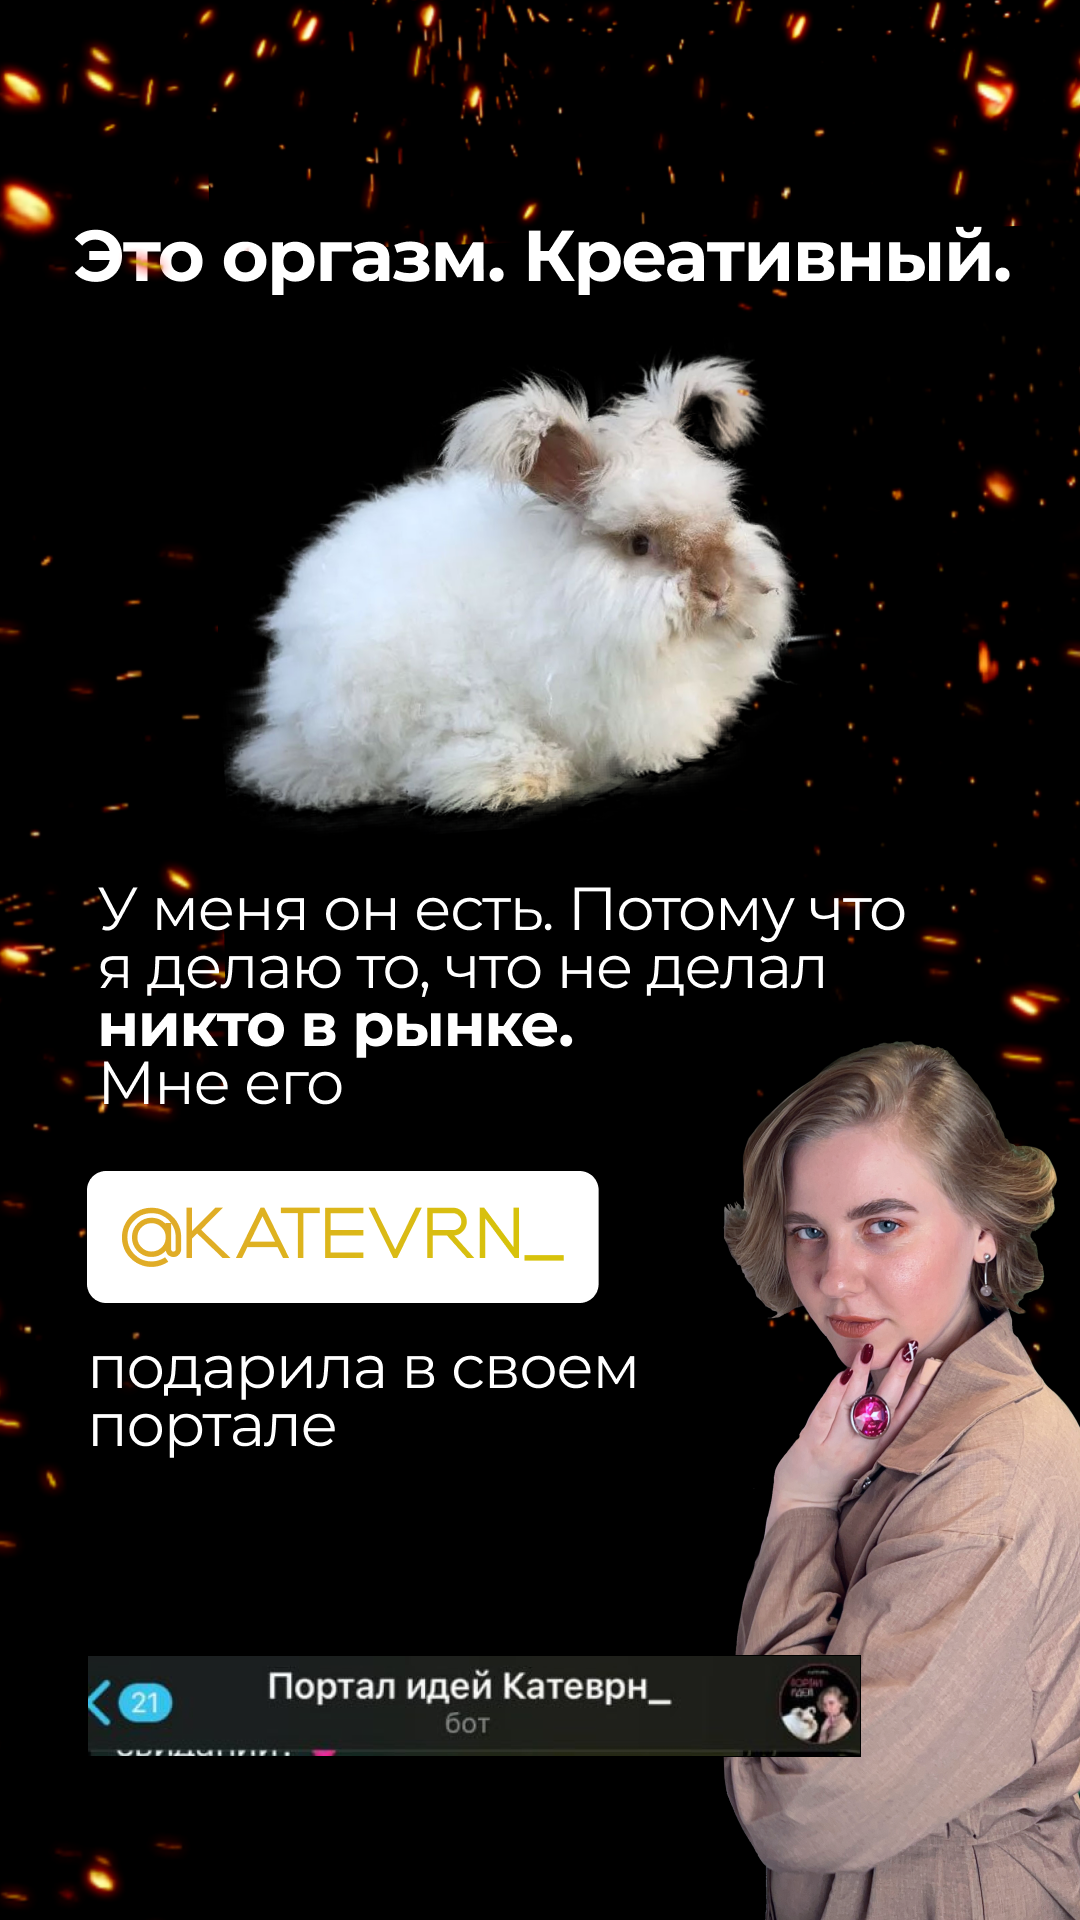 Это оргазм. Креативный.
У меня он есть. Потому что
я делаю то, что не делал
никто в рынке.
Мне его
@KATEVRN_
подарила в своем
портале
21
Портал идей Катеврн_
бот